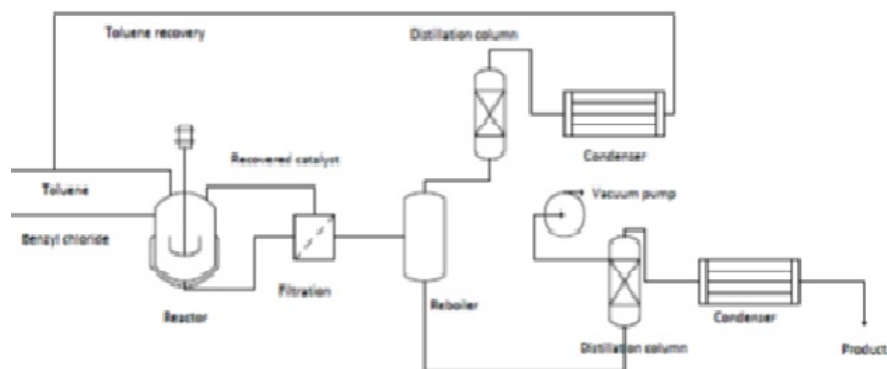 Toluene recovery
Distillation column
Recovered catalyst
Condenser
Toluene
Vacuum pump
Benzyl chloride
Filtration
Reboiler
Reactor
Condenser
Distillation column
Product